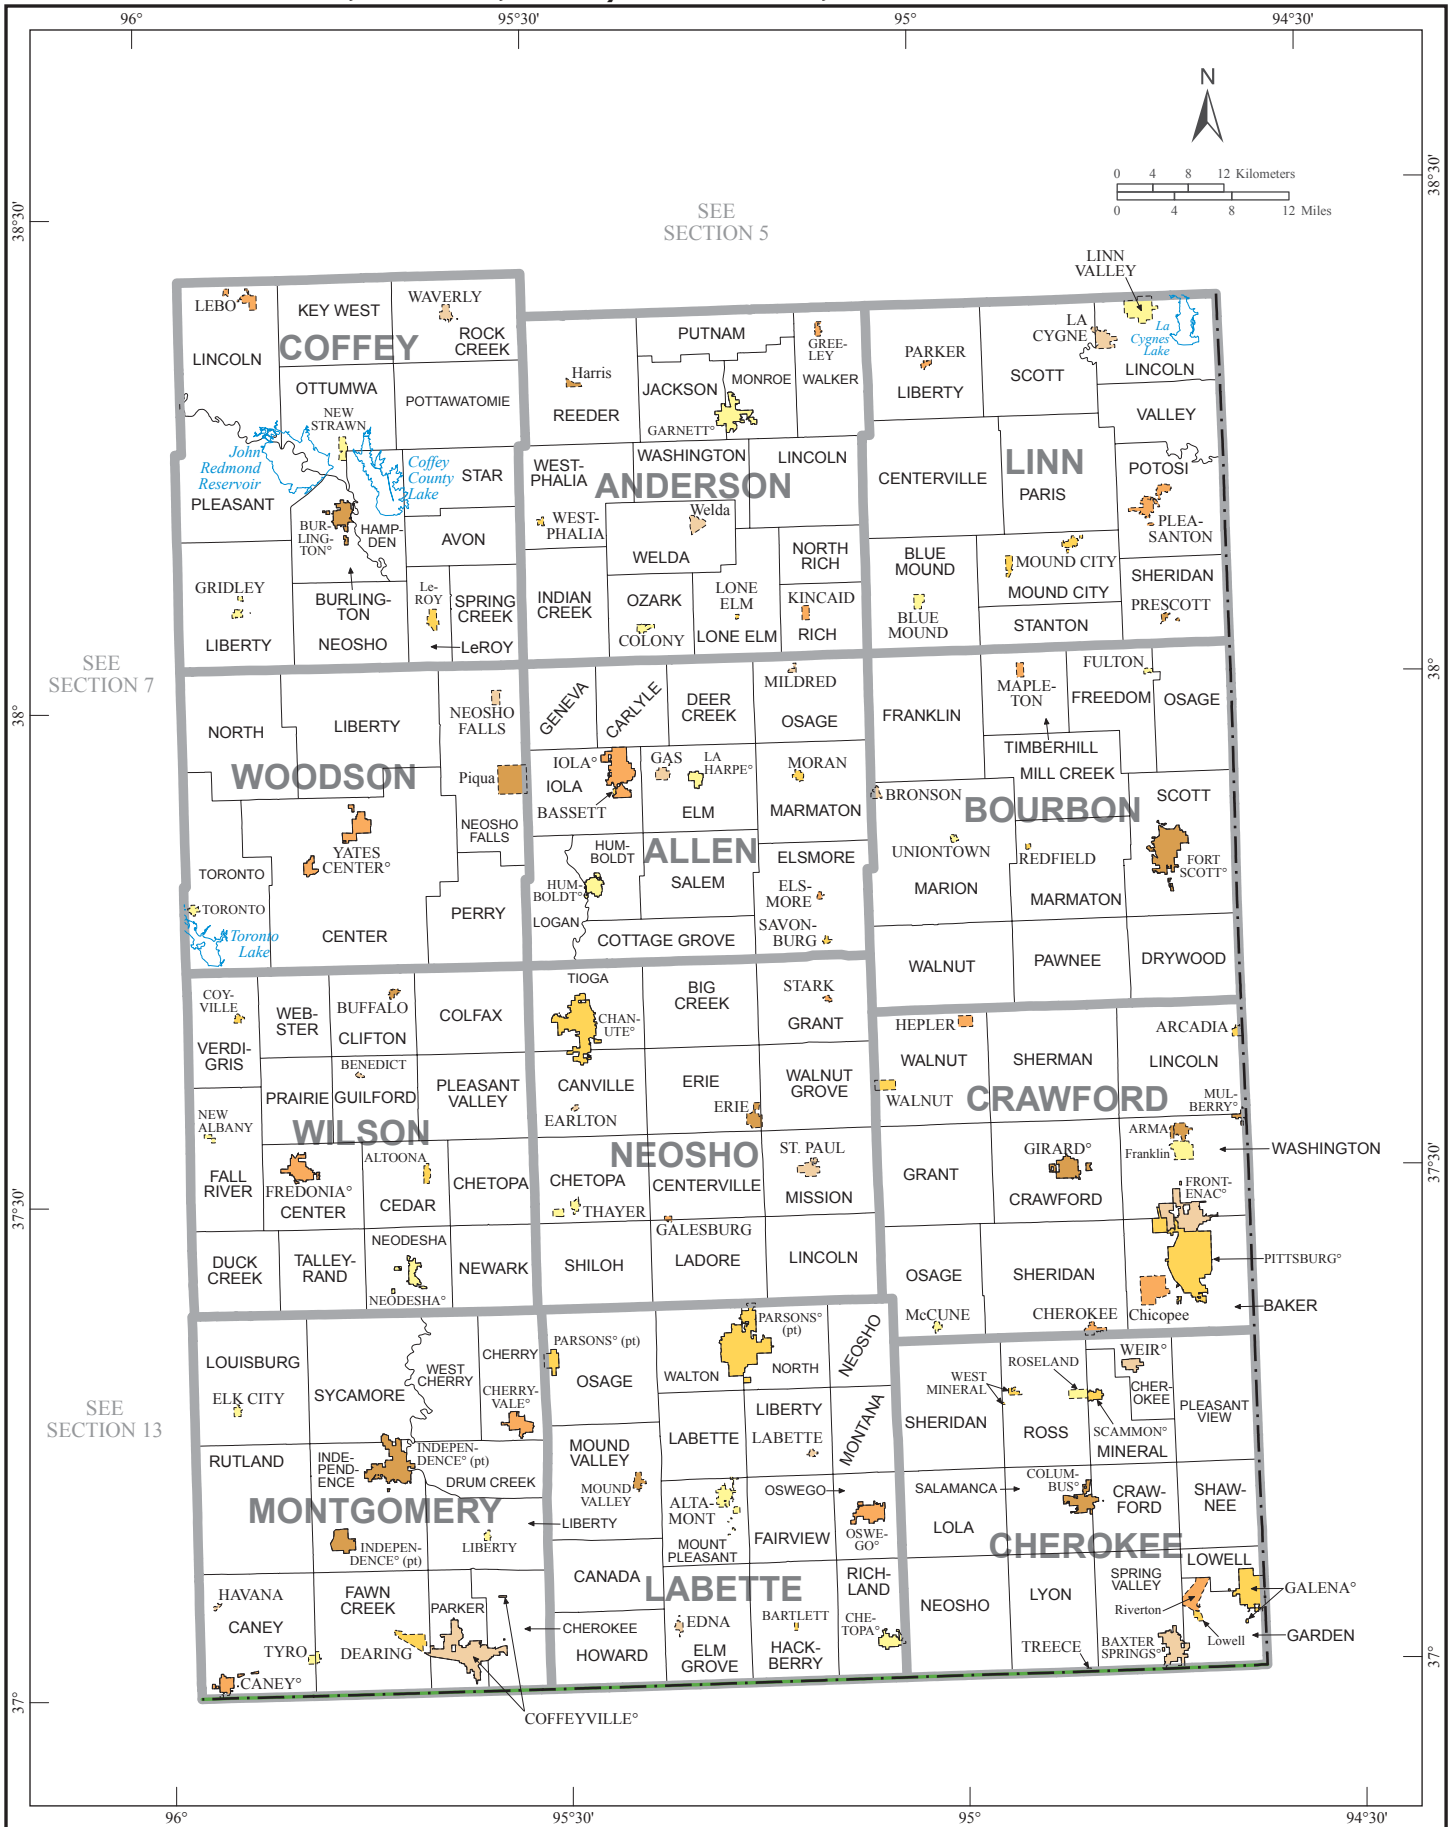 96°
95°30'
95°
94°30'
N
0 4 8 12 Kilometers
0 4 8 12 Miles
38°30'
38°30'
SEE
SECTION 5
LINN
VALLEY
LEBO
KEY WEST
WAVERLY
ROCK
CREEK
COFFEY
LINCOLN
OTTUMWA
POTTAWATOMIE
NEW
STRAWN
John
Redmond
Reservoir
Coffey
County
Lake
STAR
PLEASANT
BUR-
LING-
TON°
HAMP-
DEN
AVON
GRIDLEY
BURLING-
TON
Le-
ROY
SPRING
CREEK
LIBERTY
NEOSHO
LeROY
PUTNAM
GREE-
LEY
Harris
JACKSON
MONROE
WALKER
REEDER
GARNETT°
WEST-
PHALIA
WASHINGTON
LINCOLN
ANDERSON
WEST-
PHALIA
Welda
WELDA
NORTH
RICH
INDIAN
CREEK
OZARK
LONE
ELM
KINCAID
COLONY
LONE ELM
RICH
LA
CYGNE
La
Cygnes
Lake
PARKER
SCOTT
LINCOLN
LIBERTY
VALLEY
CENTERVILLE
LINN
PARIS
POTOSI
PLEA-
SANTON
BLUE
MOUND
MOUND CITY
MOUND CITY
SHERIDAN
BLUE
MOUND
STANTON
PRESCOTT
SEE
SECTION 7
38°
38°
NORTH
LIBERTY
NEOSHO
FALLS
WOODSON
Piqua
NEOSHO
FALLS
YATES
CENTER°
TORONTO
TORONTO
Toronto
Lake
CENTER
PERRY
GENEVA
CARLYLE
DEER
CREEK
MILDRED
OSAGE
IOLA°
IOLA
BASSETT
GAS
LA
HARPE°
MORAN
ELM
MARMATON
HUM-
BOLDT
ALLEN
ELSMORE
HUM-
BOLDT°
SALEM
ELS-
MORE
LOGAN
SAVON-
BURG
COTTAGE GROVE
FRANKLIN
MAPLE-
TON
FULTON
FREEDOM
OSAGE
TIMBERHILL
MILL CREEK
BRONSON
BOURBON
SCOTT
UNIONTOWN
REDFIELD
FORT
SCOTT°
MARION
MARMATON
WALNUT
PAWNEE
DRYWOOD
COY-
VILLE
WEB-
STER
BUFFALO
CLIFTON
COLFAX
VERDI-
GRIS
BENEDICT
PRAIRIE
GUILFORD
PLEASANT
VALLEY
NEW
ALBANY
WILSON
ALTOONA
FALL
RIVER
FREDONIA°
CENTER
CEDAR
CHETOPA
DUCK
CREEK
TALLEY-
RAND
NEODESHA
NEODESHA°
NEWARK
TIOGA
CHAN-
UTE°
BIG
CREEK
STARK
GRANT
CANVILLE
ERIE
WALNUT
GROVE
EARLTON
ERIE
NEOSHO
ST. PAUL
CHETOPA
CENTERVILLE
MISSION
THAYER
GALESBURG
SHILOH
LADORE
LINCOLN
HEPLER
ARCADIA
WALNUT
SHERMAN
LINCOLN
WALNUT
CRAWFORD
MUL-
BERRY°
ARMA
Franklin
WASHINGTON
GRANT
GIRARD°
CRAWFORD
FRONT-
ENAC°
OSAGE
SHERIDAN
PITTSBURG°
McCUNE
CHEROKEE
Chicopee
BAKER
37°30'
37°30'
SEE
SECTION 13
LOUISBURG
ELK CITY
SYCAMORE
WEST
CHERRY
CHERRY
CHERRY-
VALE°
RUTLAND
INDE-
PEND-
ENCE
INDEPEN-
DENCE° (pt)
DRUM CREEK
MONTGOMERY
INDEPEN-
DENCE° (pt)
LIBERTY
LIBERTY
HAVANA
CANEY
FAWN
CREEK
PARKER
CHEROKEE
TYRO
DEARING
CANEY°
COFFEYVILLE°
PARSONS° (pt)
PARSONS°
(pt)
OSAGE
WALTON
NORTH
NEOSHO
LIBERTY
LABETTE
LABETTE
MONTANA
MOUND
VALLEY
MOUND
VALLEY
ALTA-
MONT
OSWEGO
MOUNT
PLEASANT
FAIRVIEW
OSWE-
GO°
CANADA
LABETTE
RICH-
LAND
EDNA
BARTLETT
CHE-
TOPA°
HOWARD
ELM
GROVE
HACK-
BERRY
WEST
MINERAL
ROSELAND
WEIR°
CHER-
OKEE
PLEASANT
VIEW
SHERIDAN
ROSS
SCAMMON°
MINERAL
SALAMANCA
COLUM-
BUS°
CRAW-
FORD
SHAW-
NEE
LOLA
CHEROKEE
SPRING
VALLEY
LOWELL
NEOSHO
LYON
Riverton
GALENA°
TREECE
BAXTER
SPRINGS°
Lowell
GARDEN
37°
37°
96°
95°30'
95°
94°30'